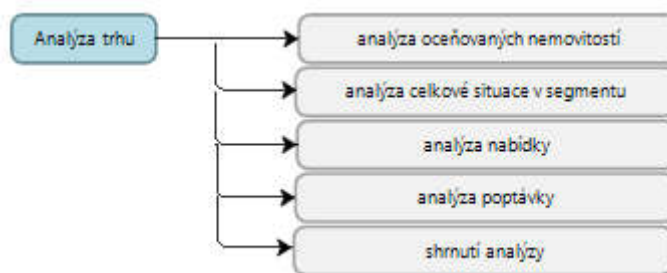 Analýza trhu
analýza oceňovaných nemovitostí
analýza celkové situace v segmentu
analýza nabídky
analýza poptávky
shrnutí analýzy